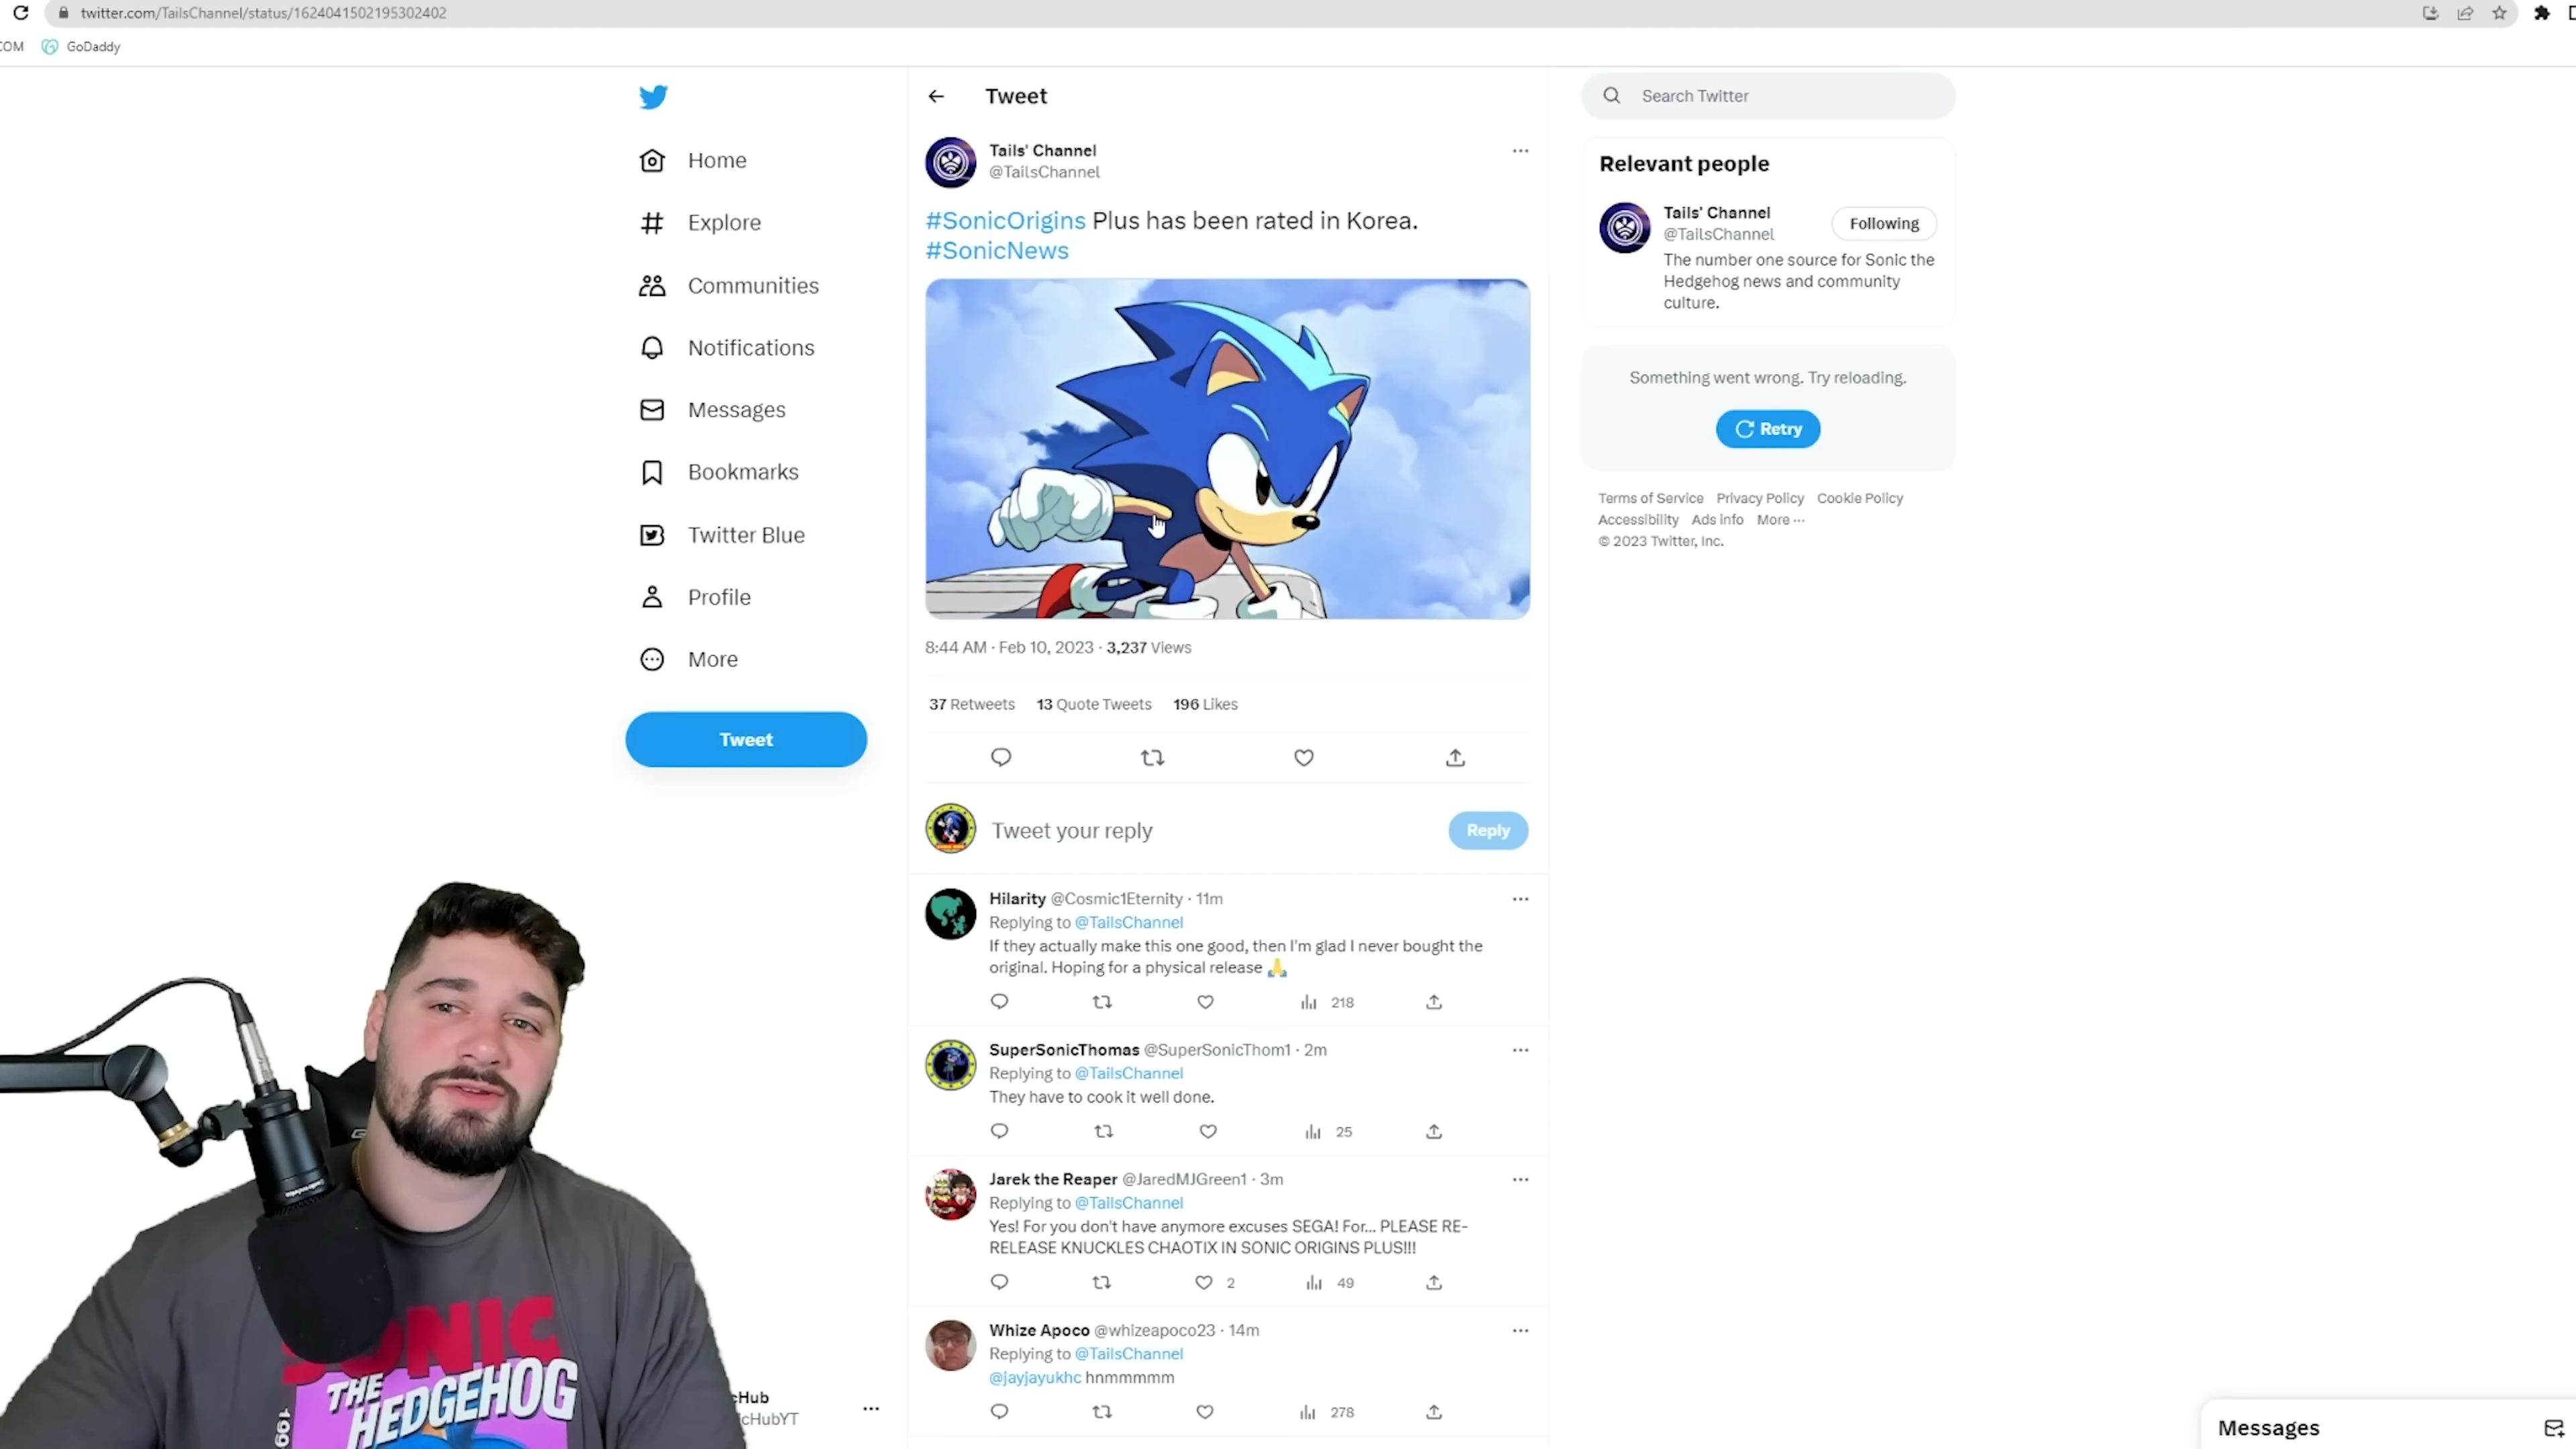 twitter.com/TailsChannel/status/1624041502195302402
COM GoDaddy
Home
Explore
Communities
Notifications
Messages
Bookmarks
Twitter Blue
Profile
More
Tweet
cHub
cHubYT
Tweet
Tails' Channel
@TailsChannel
#SonicOrigins Plus has been rated in Korea.
#SonicNews
8:44 AM · Feb 10, 2023 · 3,237 Views
37 Retweets 13 Quote Tweets 196 Likes
Tweet your reply
Reply
Hilarity @Cosmic1Eternity · 11m
Replying to @TailsChannel
If they actually make this one good, then I'm glad I never bought the
original. Hoping for a physical release 🙏
218
SuperSonicThomas @SuperSonicThom1 · 2m
Replying to @TailsChannel
They have to cook it well done.
25
Jarek the Reaper @JaredMJGreen1 · 3m
Replying to @TailsChannel
Yes! For you don't have anymore excuses SEGA! For... PLEASE RE-
RELEASE KNUCKLES CHAOTIX IN SONIC ORIGINS PLUS!!!
2 49
Whize Apoco @whizeapoco23 · 14m
Replying to @TailsChannel
@jayjayukhc hnmmmmm
278
Search Twitter
Relevant people
Tails' Channel
@TailsChannel
Following
The number one source for Sonic the
Hedgehog news and community
culture.
Something went wrong. Try reloading.
Retry
Terms of Service Privacy Policy Cookie Policy
Accessibility Ads info More ···
© 2023 Twitter, Inc.
Messages
SONIC
THE
HEDGEHOG
199